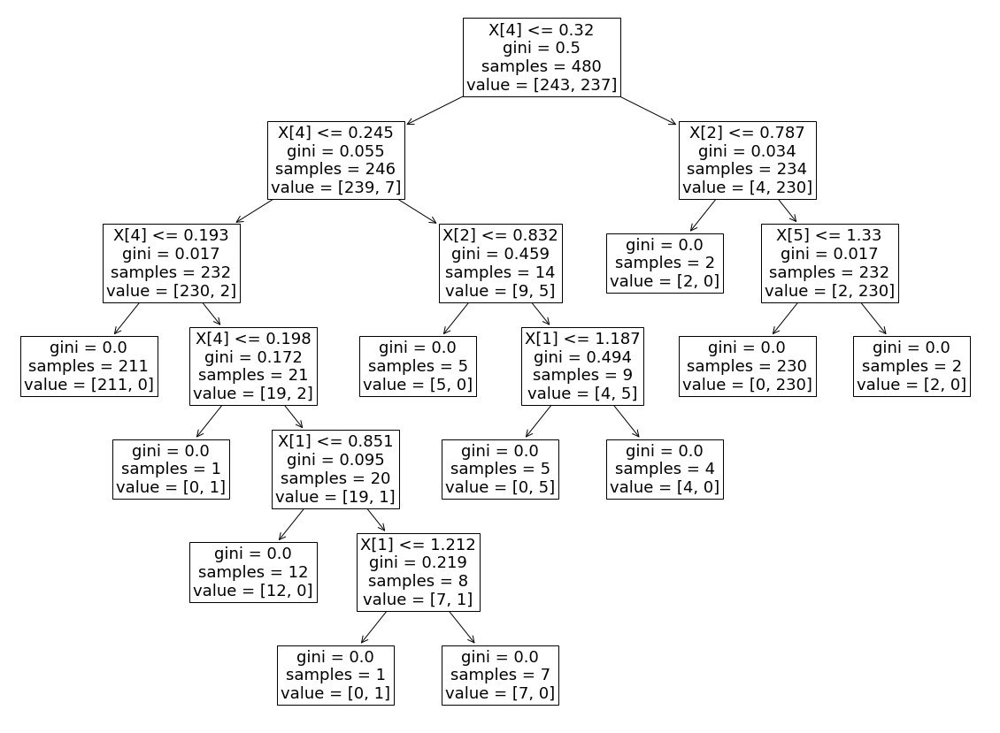 X[4] <= 0.32
gini = 0.5
samples = 480
value = [243, 237]
X[4] <= 0.245
gini = 0.055
samples = 246
value = [239, 7]
X[2] <= 0.787
gini = 0.034
samples = 234
value = [4, 230]
X[4] <= 0.193
gini = 0.017
samples = 232
value = [230, 2]
X[2] <= 0.832
gini = 0.459
samples = 14
value = [9, 5]
gini = 0.0
samples = 2
value = [2, 0]
X[5] <= 1.33
gini = 0.017
samples = 232
value = [2, 230]
gini = 0.0
samples = 211
value = [211, 0]
X[4] <= 0.198
gini = 0.172
samples = 21
value = [19, 2]
gini = 0.0
samples = 5
value = [5, 0]
X[1] <= 1.187
gini = 0.494
samples = 9
value = [4, 5]
gini = 0.0
samples = 230
value = [0, 230]
gini = 0.0
samples = 2
value = [2, 0]
gini = 0.0
samples = 1
value = [0, 1]
X[1] <= 0.851
gini = 0.095
samples = 20
value = [19, 1]
gini = 0.0
samples = 5
value = [0, 5]
gini = 0.0
samples = 4
value = [4, 0]
gini = 0.0
samples = 12
value = [12, 0]
X[1] <= 1.212
gini = 0.219
samples = 8
value = [7, 1]
gini = 0.0
samples = 1
value = [0, 1]
gini = 0.0
samples = 7
value = [7, 0]